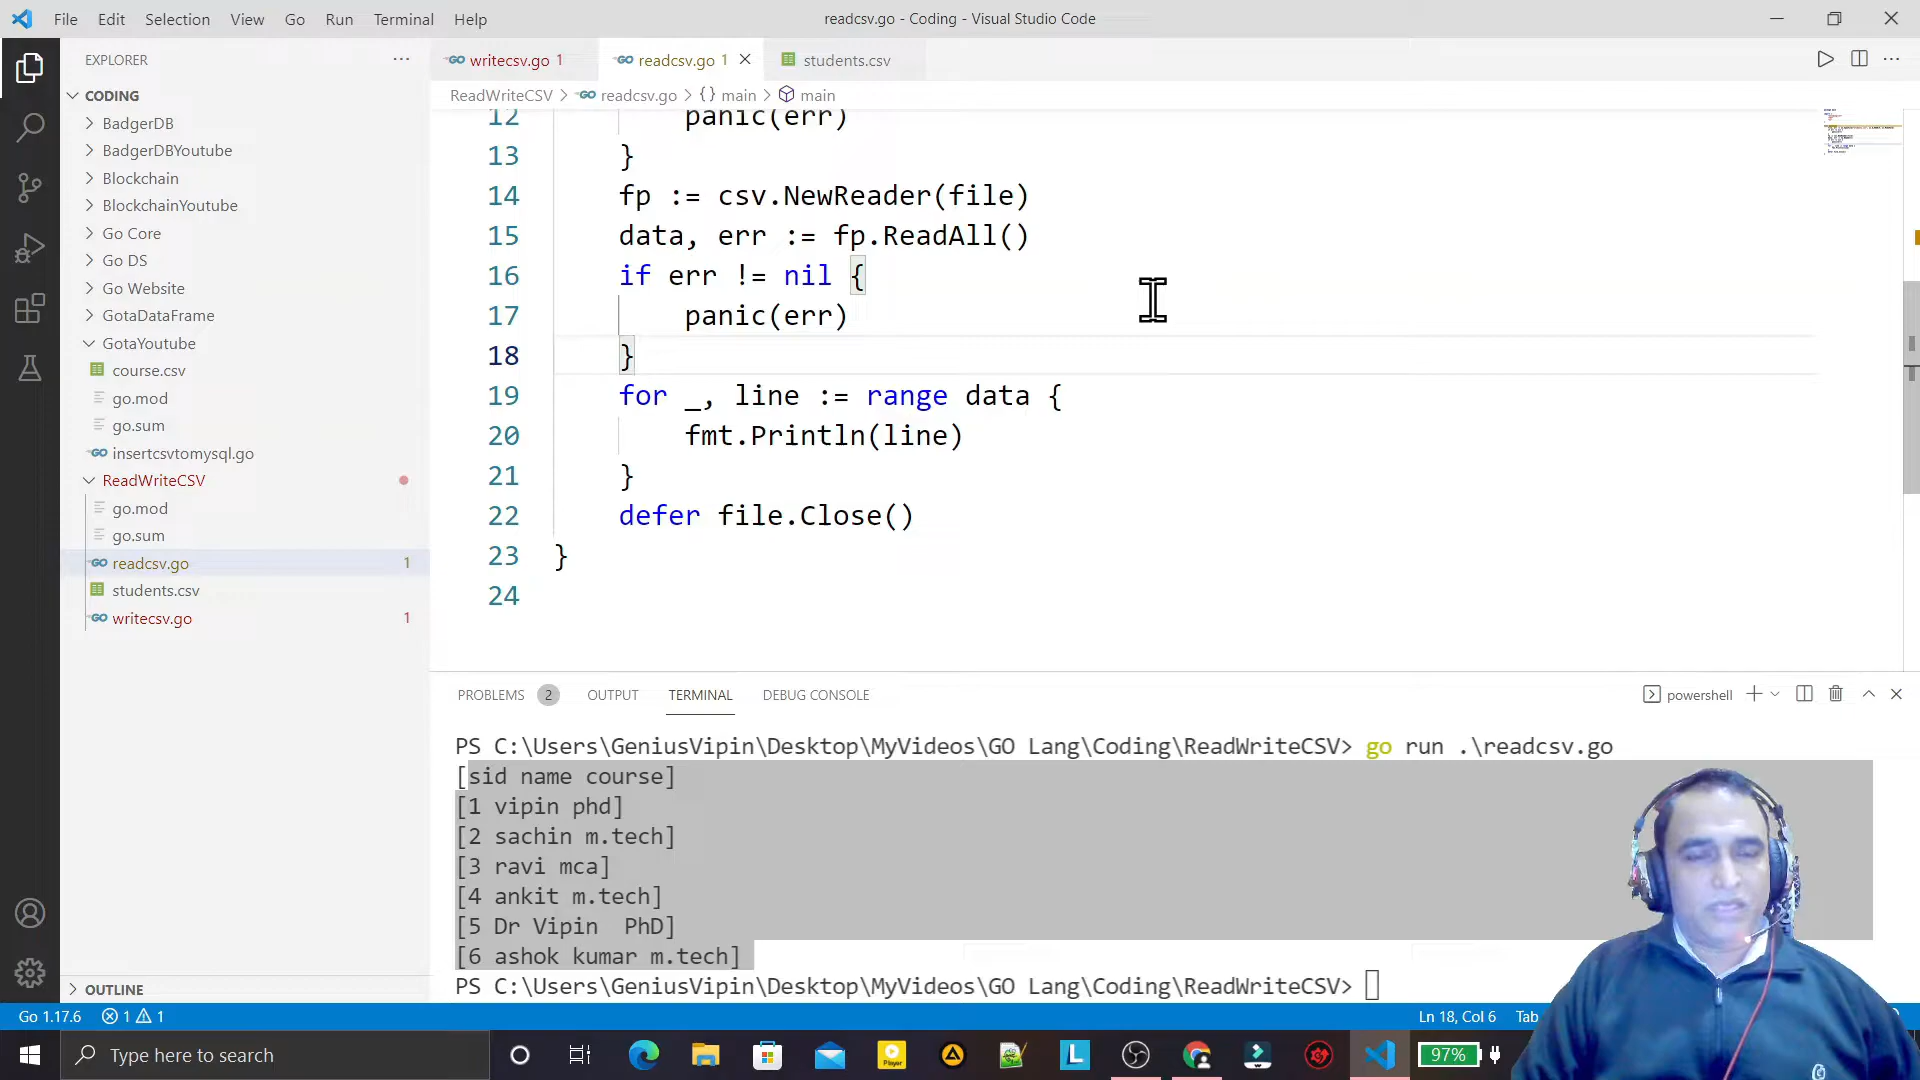 File Edit Selection View Go Run Terminal Help
readcsv.go - Coding - Visual Studio Code
EXPLORER
CODING
BadgerDB
BadgerDBYoutube
Blockchain
BlockchainYoutube
Go Core
Go DS
Go Website
GotaDataFrame
GotaYoutube
course.csv
go.mod
go.sum
insertcsvtomysql.go
ReadWriteCSV
go.mod
go.sum
readcsv.go 1
students.csv
writecsv.go 1
OUTLINE
writecsv.go 1
readcsv.go 1
students.csv
ReadWriteCSV > readcsv.go > {} main > main
12 panic(err)
13 }
14 fp := csv.NewReader(file)
15 data, err := fp.ReadAll()
16 if err != nil {
17 panic(err)
18 }
19 for _, line := range data {
20 fmt.Println(line)
21 }
22 defer file.Close()
23 }
24
PROBLEMS 2 OUTPUT TERMINAL DEBUG CONSOLE
powershell
PS C:\Users\GeniusVipin\Desktop\MyVideos\GO Lang\Coding\ReadWriteCSV> go run .\readcsv.go
[sid name course]
[1 vipin phd]
[2 sachin m.tech]
[3 ravi mca]
[4 ankit m.tech]
[5 Dr Vipin  PhD]
[6 ashok kumar m.tech]
PS C:\Users\GeniusVipin\Desktop\MyVideos\GO Lang\Coding\ReadWriteCSV>
Go 1.17.6 1 1
Ln 18, Col 6 Tab
Type here to search
Player
L
97%